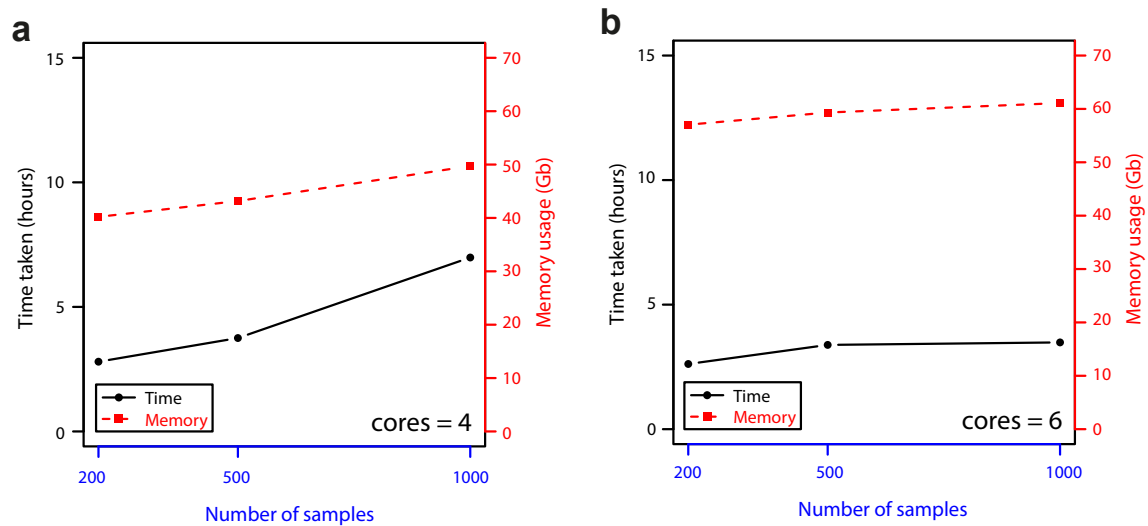 a
Time taken (hours)
15
10
5
0
70
60
50
40
30
20
10
0
Memory usage (Gb)
Time
Memory
cores = 4
200
500
1000
Number of samples
b
Time taken (hours)
15
10
5
0
70
60
50
40
30
20
10
0
Memory usage (Gb)
Time
Memory
cores = 6
200
500
1000
Number of samples